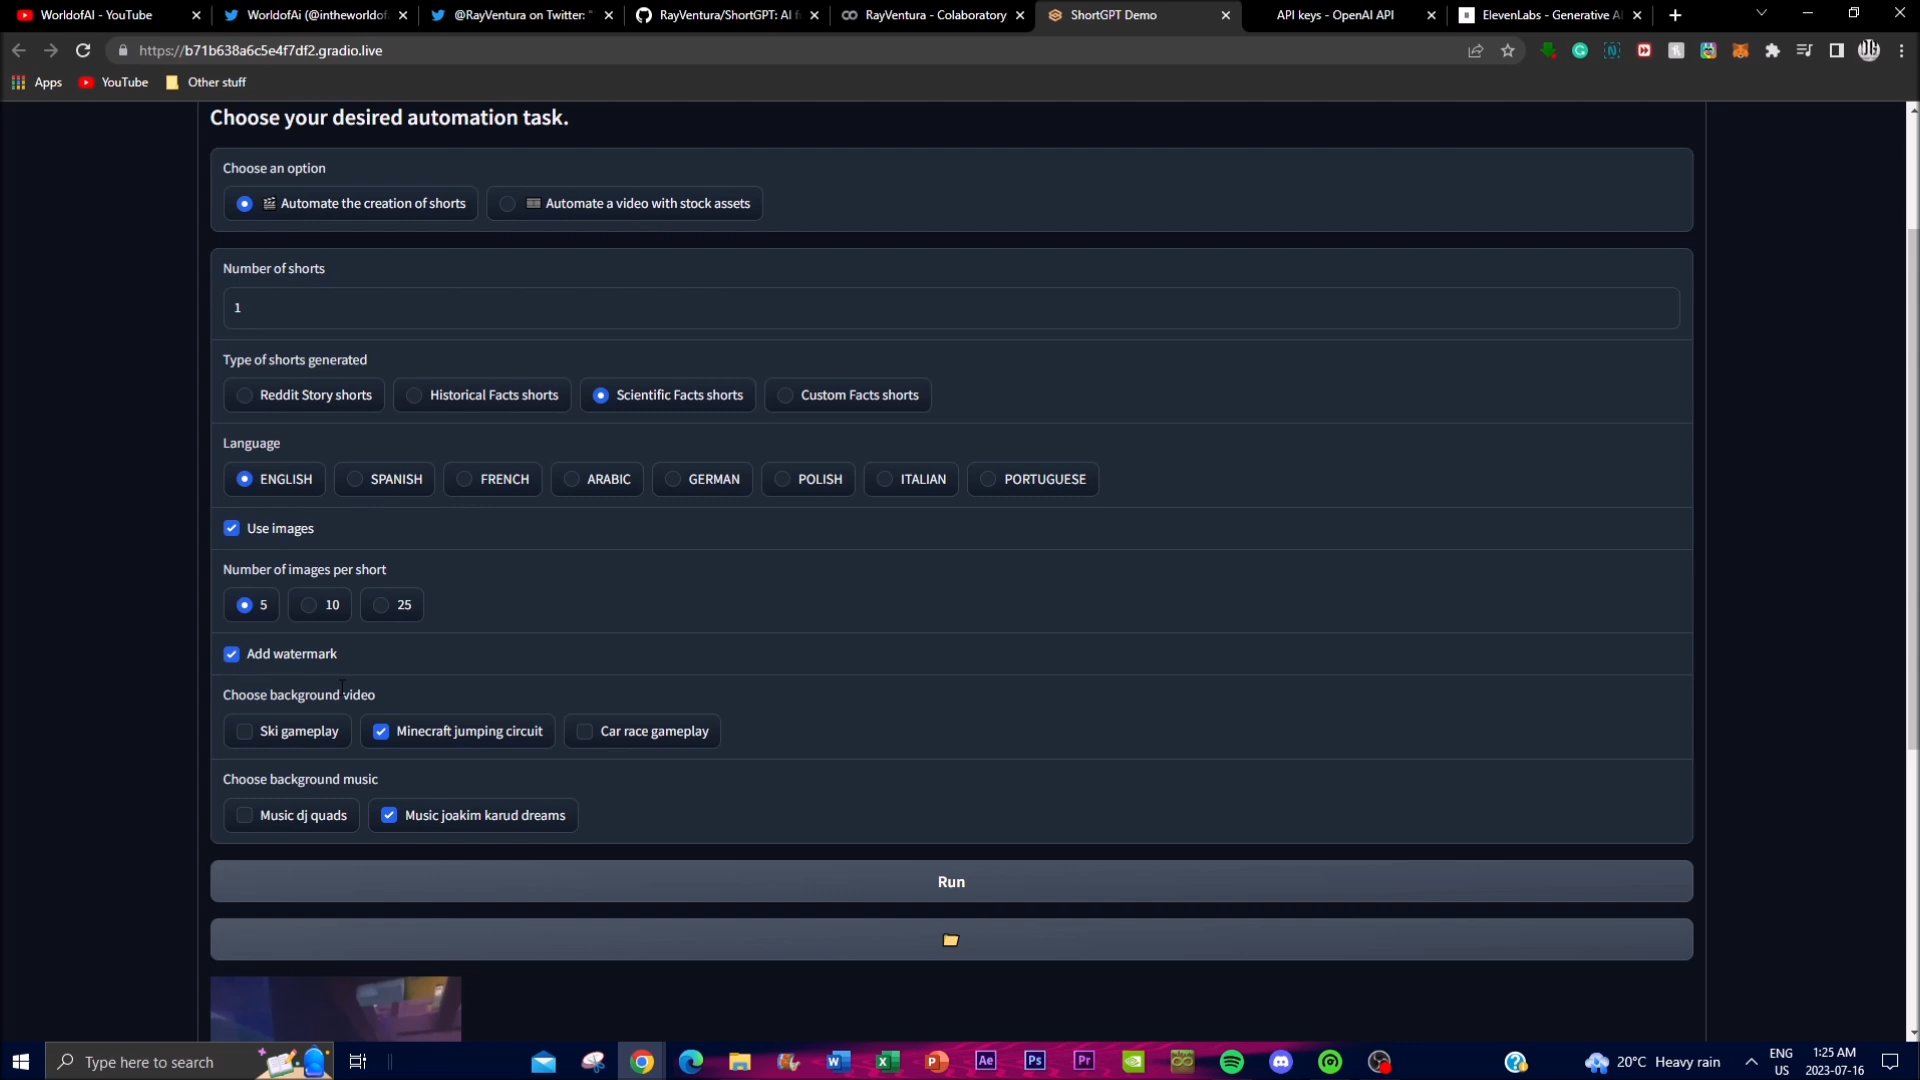 WorldofAI - YouTube
WorldofAi (@intheworldof
@RayVentura on Twitter: "
RayVentura/ShortGPT: AI f
RayVentura - Colaboratory
ShortGPT Demo
API keys - OpenAI API
ElevenLabs - Generative AI
https://b71b638a6c5e4f7df2.gradio.live
Apps
YouTube
Other stuff
Choose your desired automation task.
Choose an option
Automate the creation of shorts
Automate a video with stock assets
Number of shorts
1
Type of shorts generated
Reddit Story shorts
Historical Facts shorts
Scientific Facts shorts
Custom Facts shorts
Language
ENGLISH
SPANISH
FRENCH
ARABIC
GERMAN
POLISH
ITALIAN
PORTUGUESE
Use images
Number of images per short
5
10
25
Add watermark
Choose background video
Ski gameplay
Minecraft jumping circuit
Car race gameplay
Choose background music
Music dj quads
Music joakim karud dreams
Run
Type here to search
Ae
Ps
Pr
20°C Heavy rain
ENG
US
1:25 AM
2023-07-16